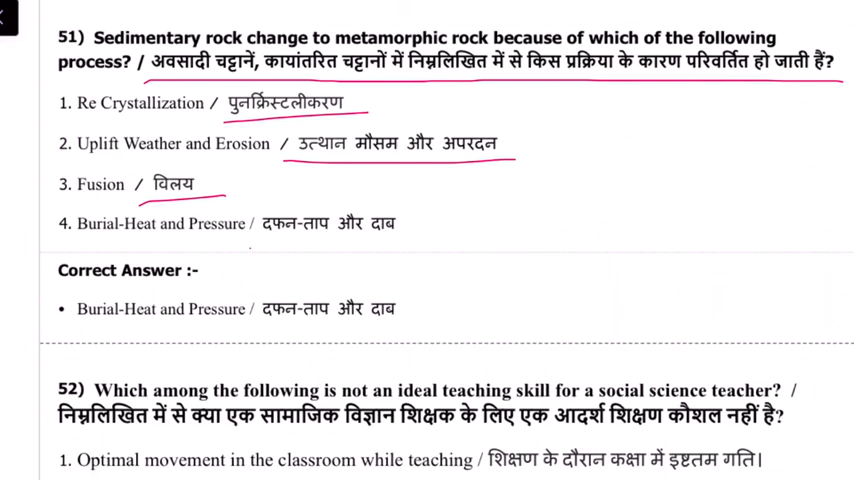 51) Sedimentary rock change to metamorphic rock because of which of the following
process? / अवसादी चट्टानें, कायांतरित चट्टानों में निम्नलिखित में से किस प्रक्रिया के कारण परिवर्तित हो जाती हैं?
1. Re Crystallization / पुनर्क्रिस्टलीकरण
2. Uplift Weather and Erosion / उत्थान मौसम और अपरदन
3. Fusion / विलय
4. Burial-Heat and Pressure / दफन-ताप और दाब
Correct Answer :-
• Burial-Heat and Pressure / दफन-ताप और दाब
52) Which among the following is not an ideal teaching skill for a social science teacher? /
निम्नलिखित में से क्या एक सामाजिक विज्ञान शिक्षक के लिए एक आदर्श शिक्षण कौशल नहीं है?
1. Optimal movement in the classroom while teaching / शिक्षण के दौरान कक्षा में इष्टतम गति।